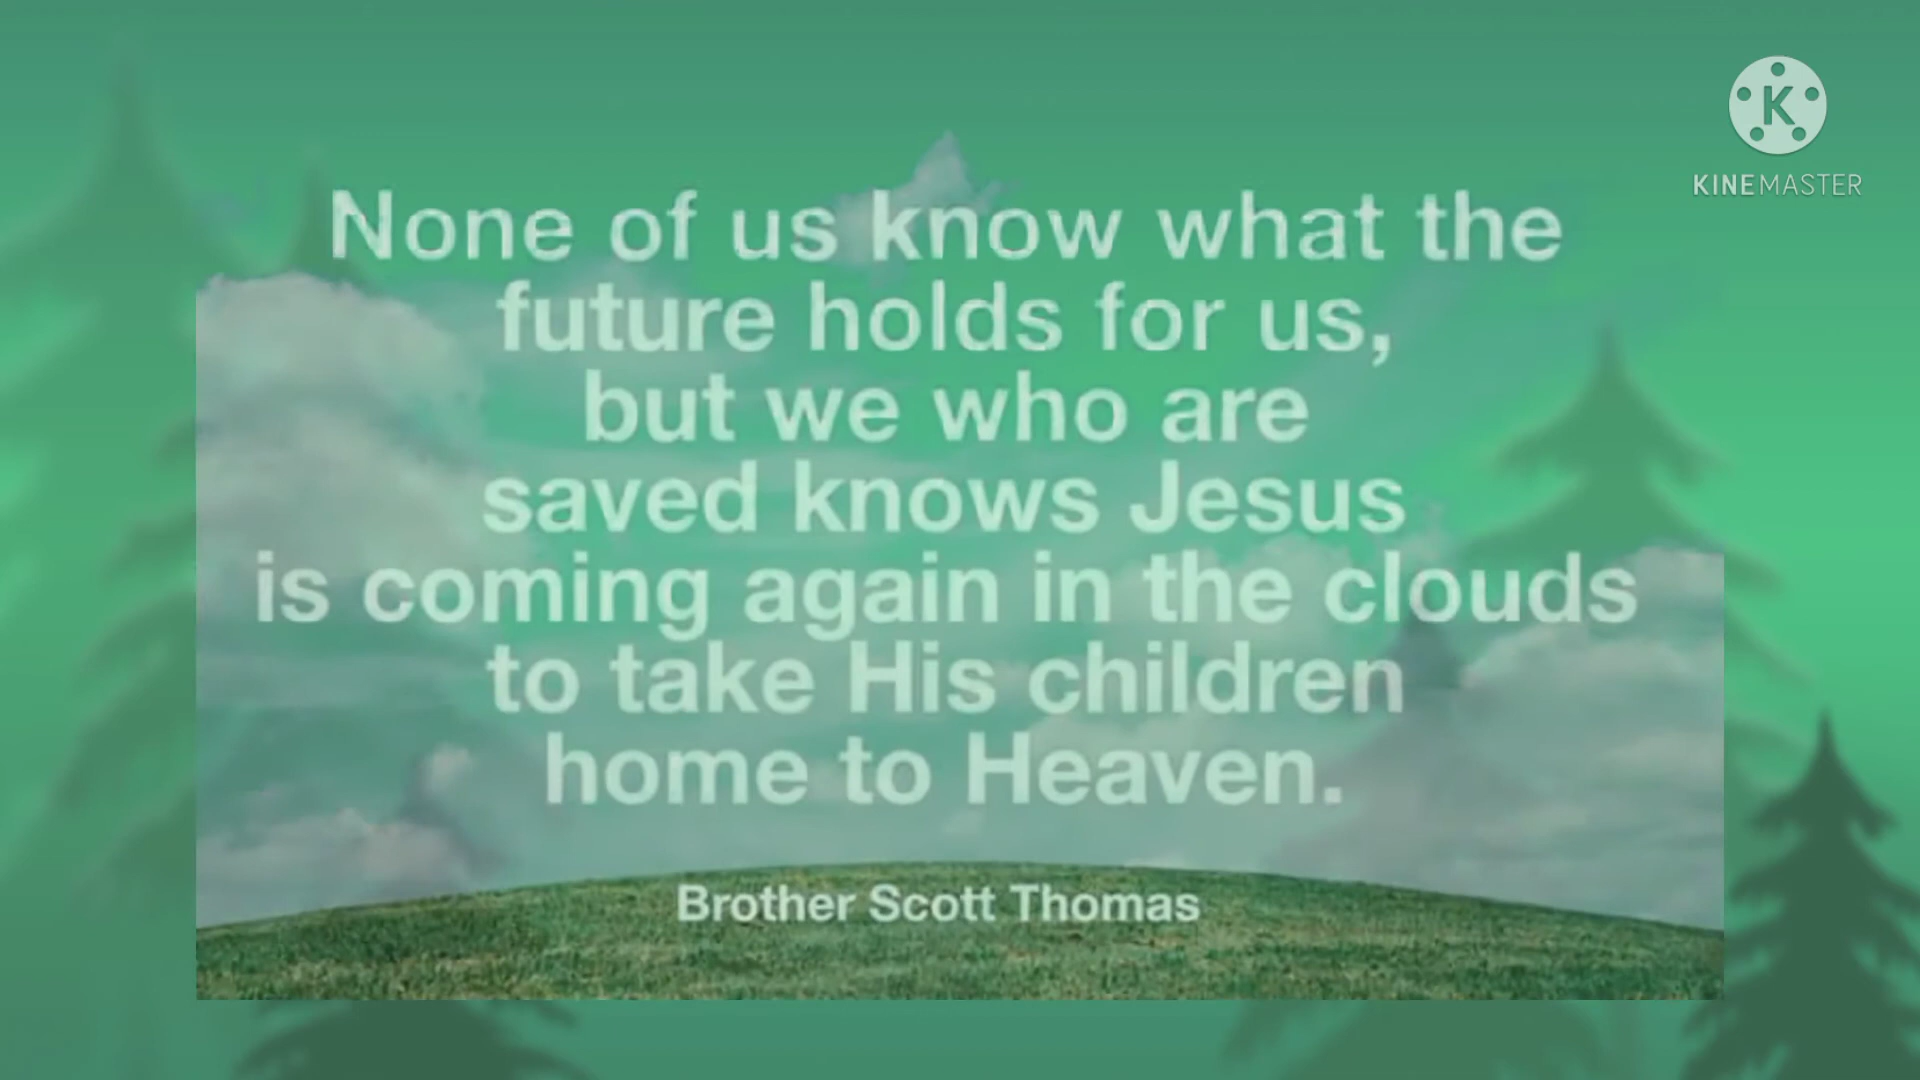 K
KINEMASTER
None of us know what the
future holds for us,
but we who are
saved knows Jesus
is coming again in the clouds
to take His children
home to Heaven.
Brother Scott Thomas